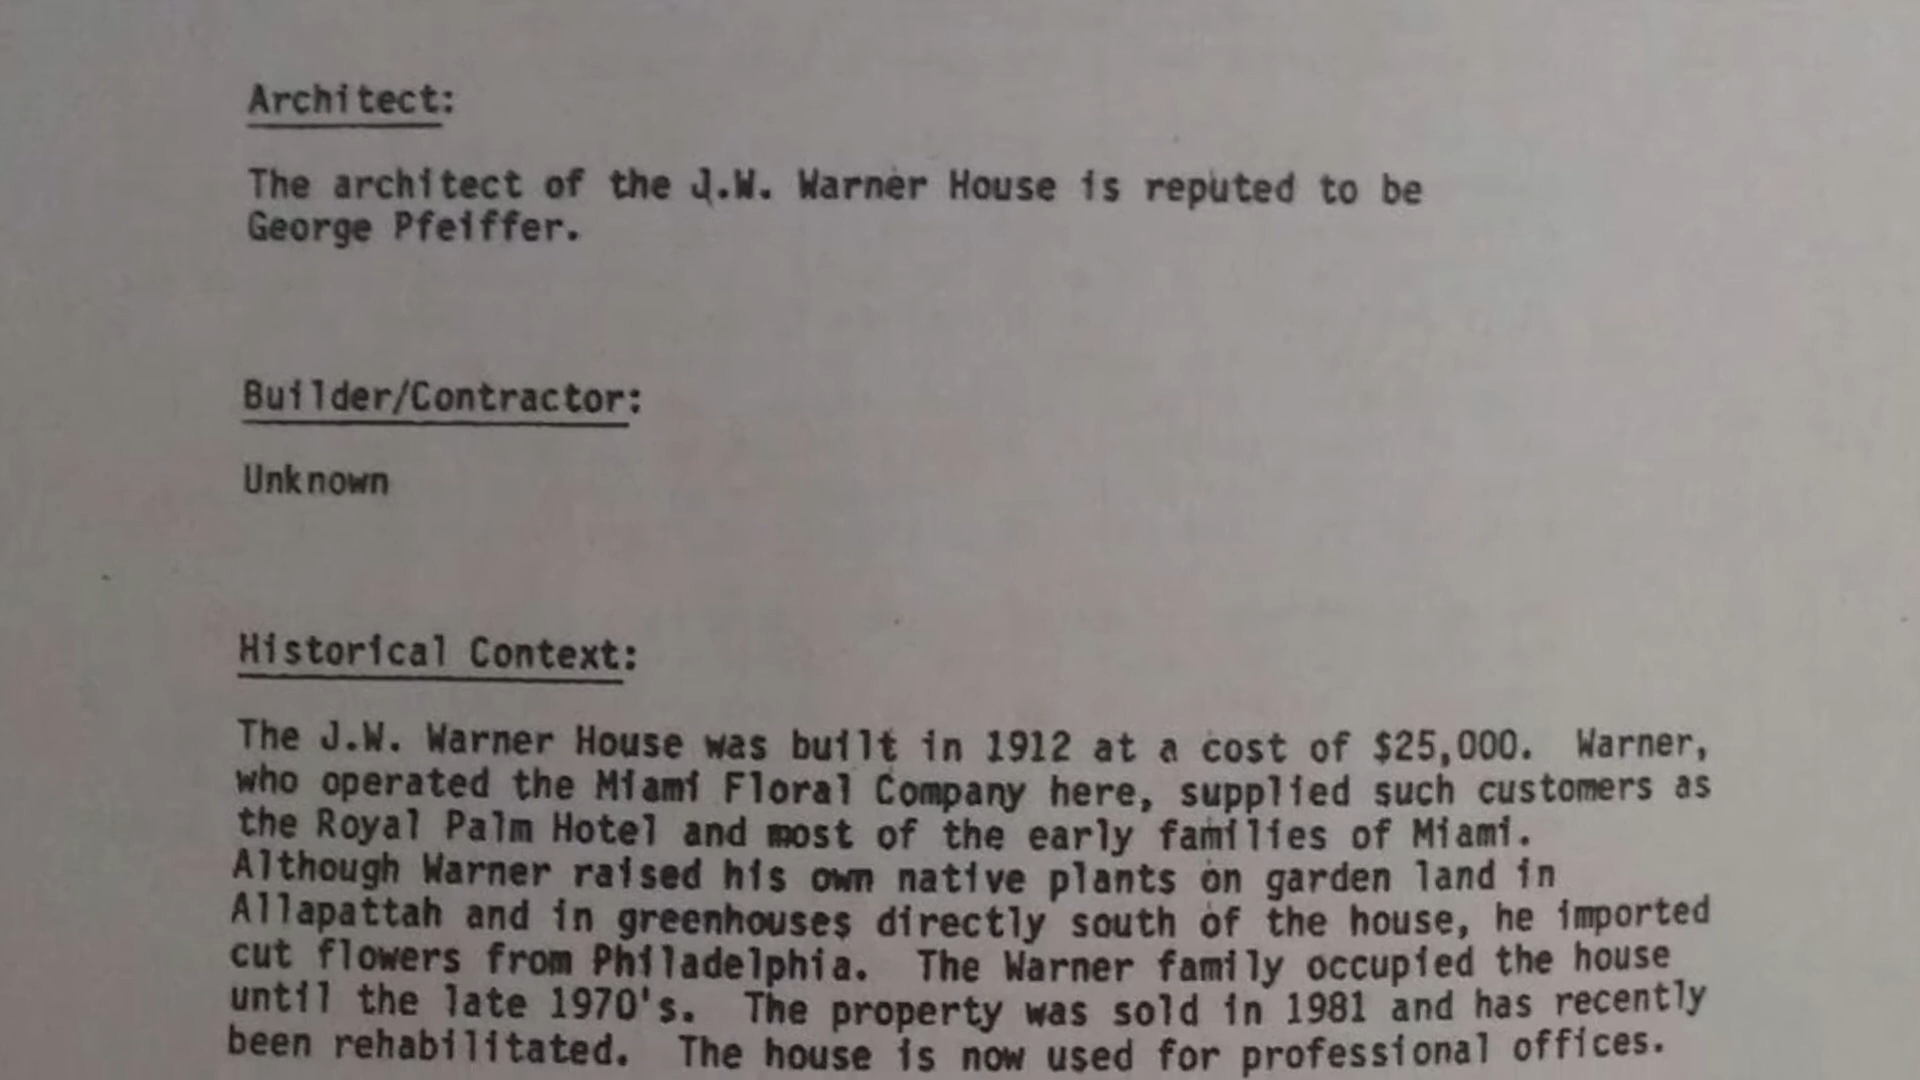 Architect:
The architect of the J.W. Warner House is reputed to be
George Pfeiffer.
Builder/Contractor:
Unknown
Historical Context:
The J.W. Warner House was built in 1912 at a cost of $25,000. Warner,
who operated the Miami Floral Company here, supplied such customers as
the Royal Palm Hotel and most of the early families of Miami.
Although Warner raised his own native plants on garden land in
Allapattah and in greenhouses directly south of the house, he imported
cut flowers from Philadelphia. The Warner family occupied the house
until the late 1970's. The property was sold in 1981 and has recently
been rehabilitated. The house is now used for professional offices.